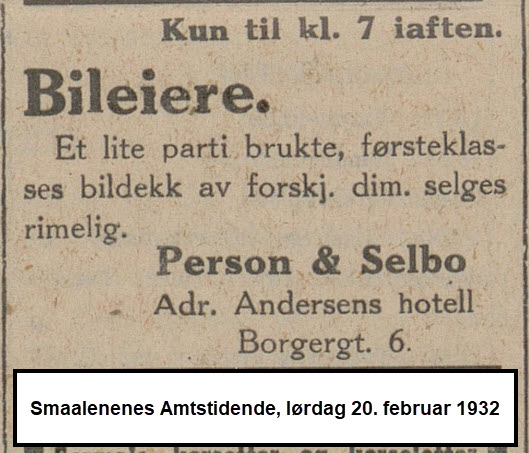 Kun til kl. 7 iaften.
Bileiere.
Et lite parti brukte, førsteklas-
ses bildekk av forskj. dim. selges
rimelig.
Person & Selbo
Adr. Andersens hotell
Borgergt. 6.
Smaalenenes Amtstidende, lørdag 20. februar 1932